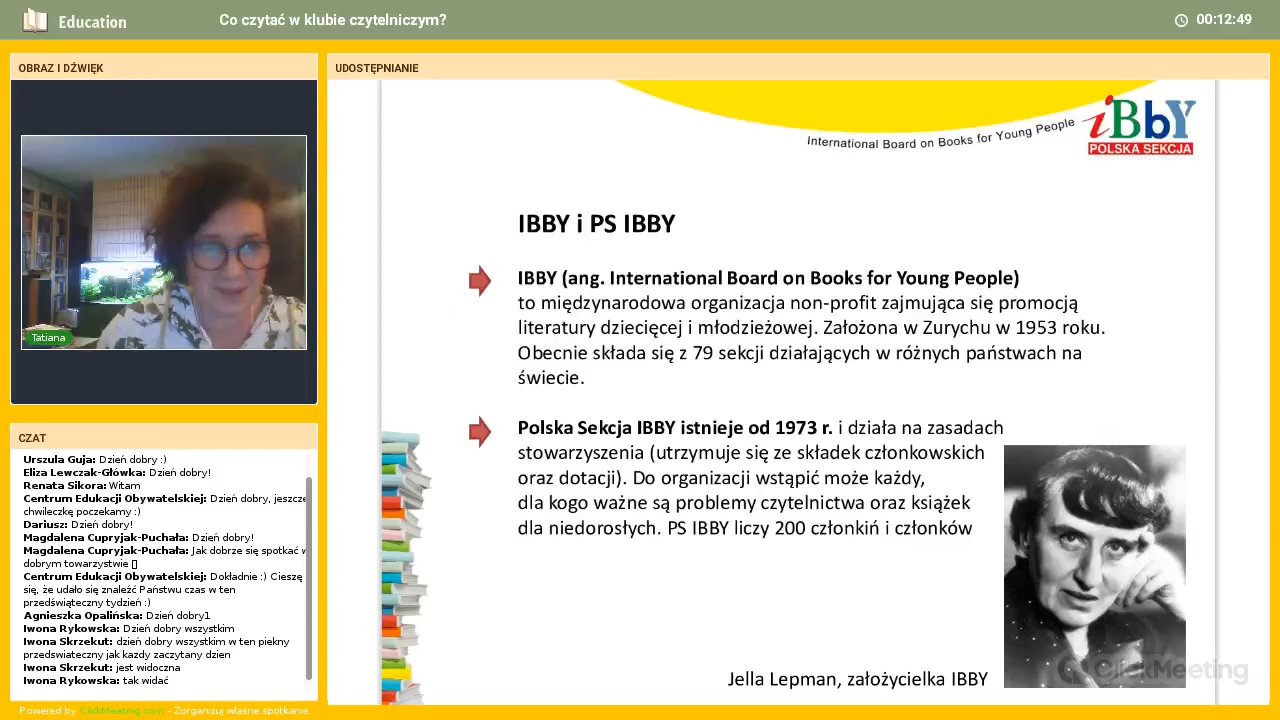 Education
Co czytać w klubie czytelniczym?
00:12:49
OBRAZ I DŹWIĘK
Tatiana
CZAT
Urszula Guja: Dzień dobry :)
Eliza Lewczak-Główka: Dzień dobry!
Renata Sikora: Witam
Centrum Edukacji Obywatelskiej: Dzień dobry, jeszcze
chwileczkę poczekamy :)
Dariusz: Dzień dobry!
Magdalena Cupryjak-Puchała: Dzień dobry!
Magdalena Cupryjak-Puchała: Jak dobrze się spotkać w
dobrym towarzystwie []
Centrum Edukacji Obywatelskiej: Dokładnie :) Cieszę
się, że udało się znaleźć Państwu czas w ten
przedświąteczny tydzień :)
Agnieszka Opalińska: Dzień dobry1
Iwona Rykowska: Dzień dobry wszystkim
Iwona Skrzekut: dzień dobry wszystkim w ten piekny
przedswiateczny jak kazdy zaczytany dzien
Iwona Skrzekut: jest widoczna
Iwona Rykowska: tak widać
Powered by ClickMeeting.com - Zorganizuj własne spotkanie
UDOSTĘPNIANIE
International Board on Books for Young People
iBbY
POLSKA SEKCJA
IBBY i PS IBBY
IBBY (ang. International Board on Books for Young People)
to międzynarodowa organizacja non-profit zajmująca się promocją
literatury dziecięcej i młodzieżowej. Założona w Zurychu w 1953 roku.
Obecnie składa się z 79 sekcji działających w różnych państwach na
świecie.
Polska Sekcja IBBY istnieje od 1973 r. i działa na zasadach
stowarzyszenia (utrzymuje się ze składek członkowskich
oraz dotacji). Do organizacji wstąpić może każdy,
dla kogo ważne są problemy czytelnictwa oraz książek
dla niedorosłych. PS IBBY liczy 200 członkiń i członków
Jella Lepman, założycielka IBBY
ClickMeeting